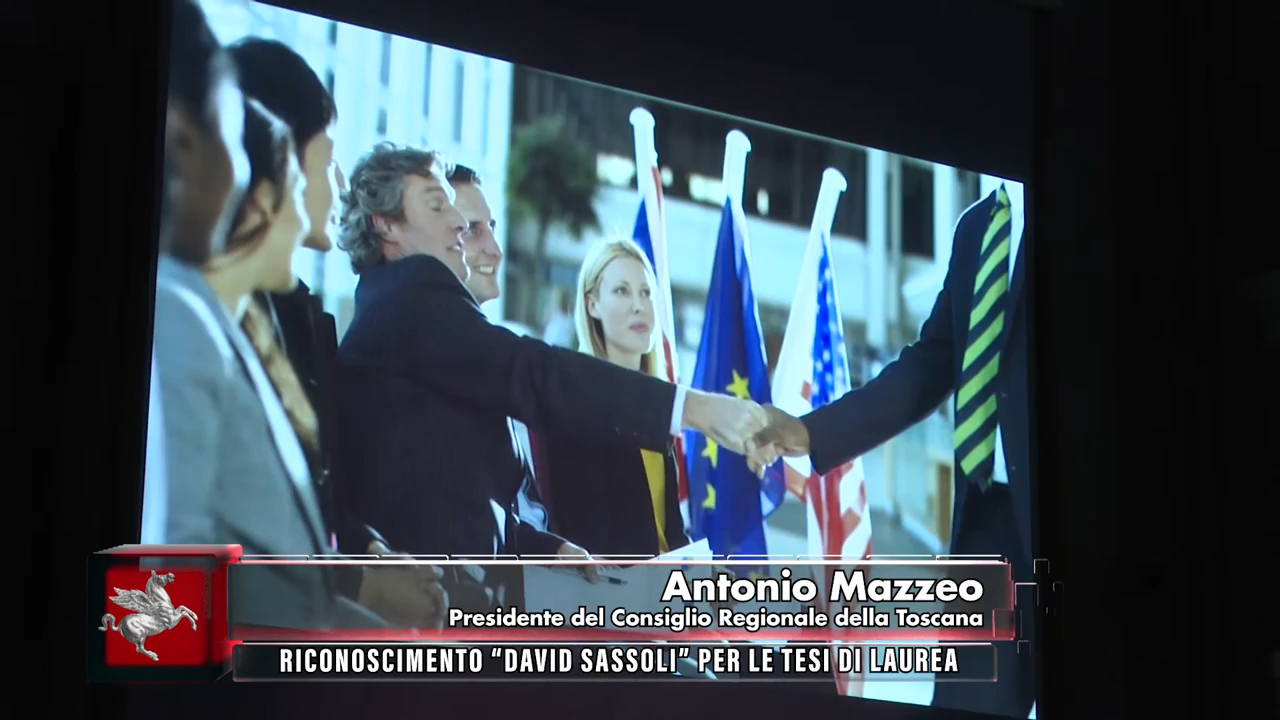 Antonio Mazzeo
Presidente del Consiglio Regionale della Toscana
RICONOSCIMENTO “DAVID SASSOLI” PER LE TESI DI LAUREA